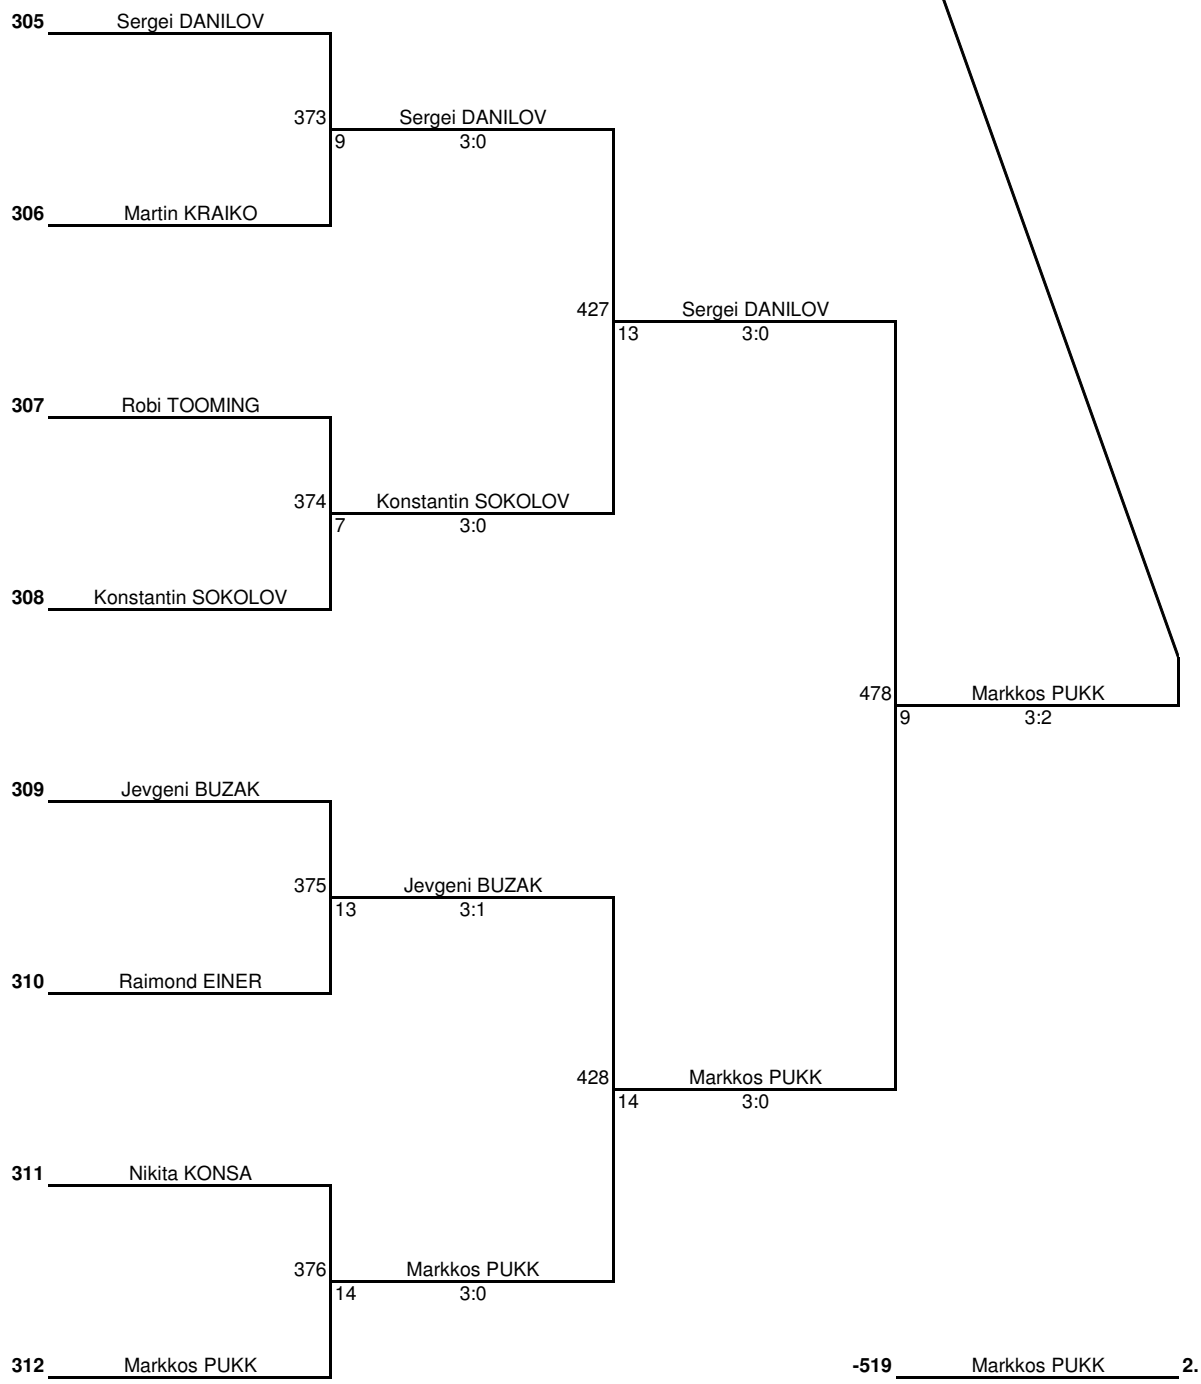 305 Sergei DANILOV
373 Sergei DANILOV
9 3:0
306 Martin KRAIKO
427 Sergei DANILOV
13 3:0
307 Robi TOOMING
374 Konstantin SOKOLOV
7 3:0
308 Konstantin SOKOLOV
478 Markkos PUKK
9 3:2
309 Jevgeni BUZAK
375 Jevgeni BUZAK
13 3:1
310 Raimond EINER
428 Markkos PUKK
14 3:0
311 Nikita KONSA
376 Markkos PUKK
14 3:0
312 Markkos PUKK
-519 Markkos PUKK 2.